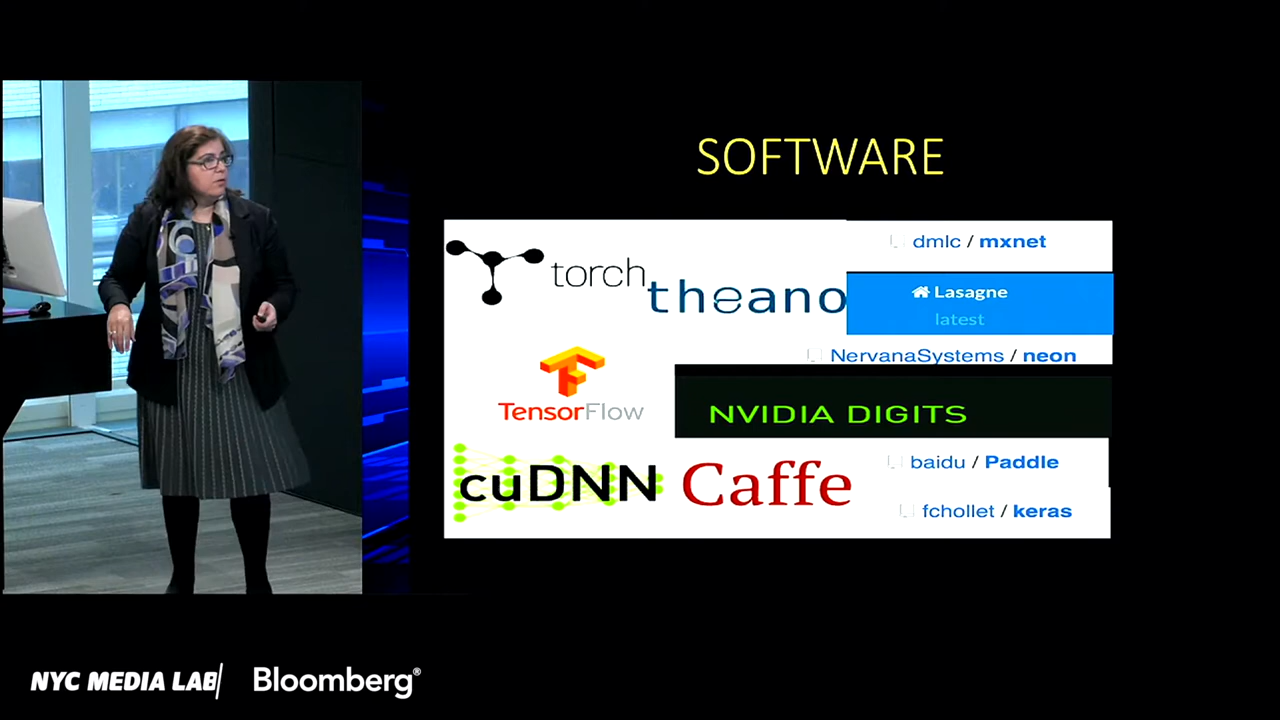 SOFTWARE
torch
theano
dmlc / mxnet
Lasagne
latest
NervanaSystems / neon
TensorFlow
NVIDIA DIGITS
cuDNN
Caffe
baidu / Paddle
fchollet / keras
NYC MEDIA LAB
Bloomberg®